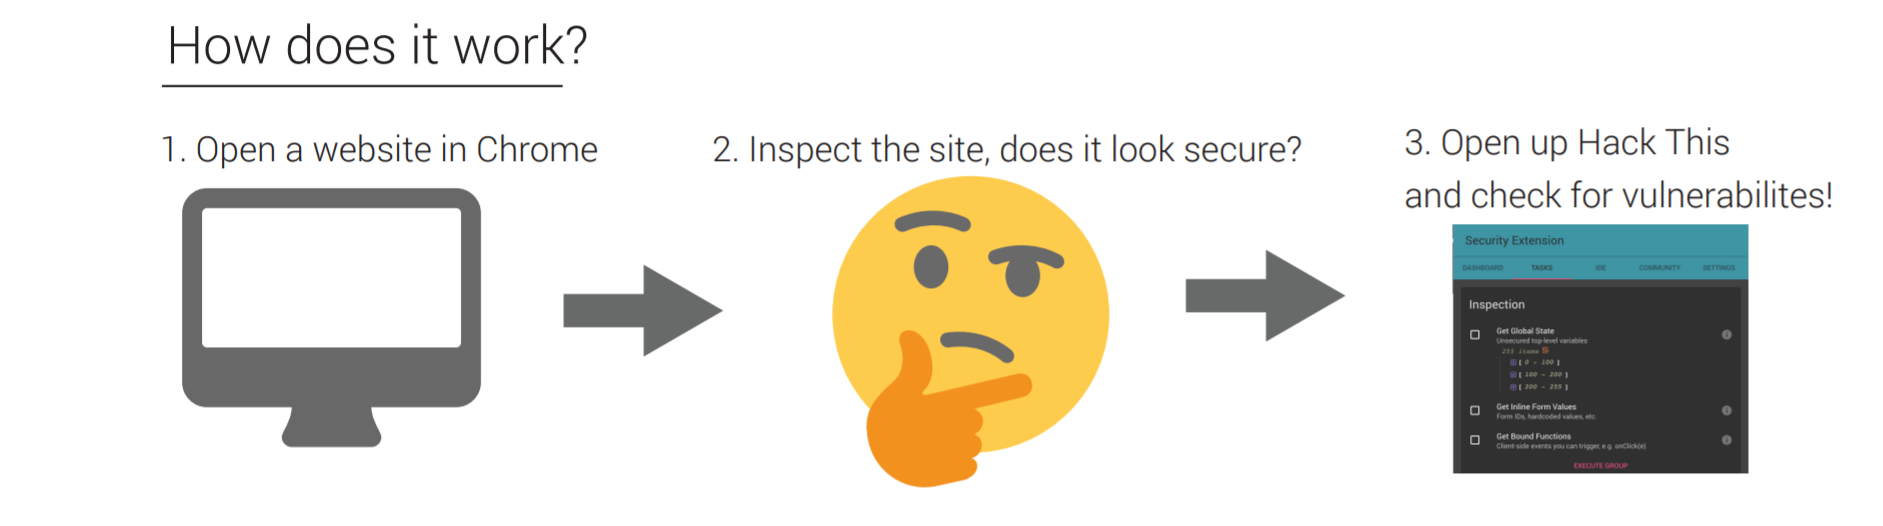 How does it work?
1. Open a website in Chrome
2. Inspect the site, does it look secure?
3. Open up Hack This
and check for vulnerabilites!
Security Extension
DASHBOARD TASKS IDE COMMUNITY SETTINGS
Inspection
Get Global State
Unsecured top-level variables
255 items
[ 0 - 100 ]
[ 100 - 200 ]
[ 200 - 255 ]
Get Inline Form Values
Form IDs, hardcoded values, etc.
Get Bound Functions
Client-side events you can trigger, e.g. onClick(e)
EXECUTE GROUP